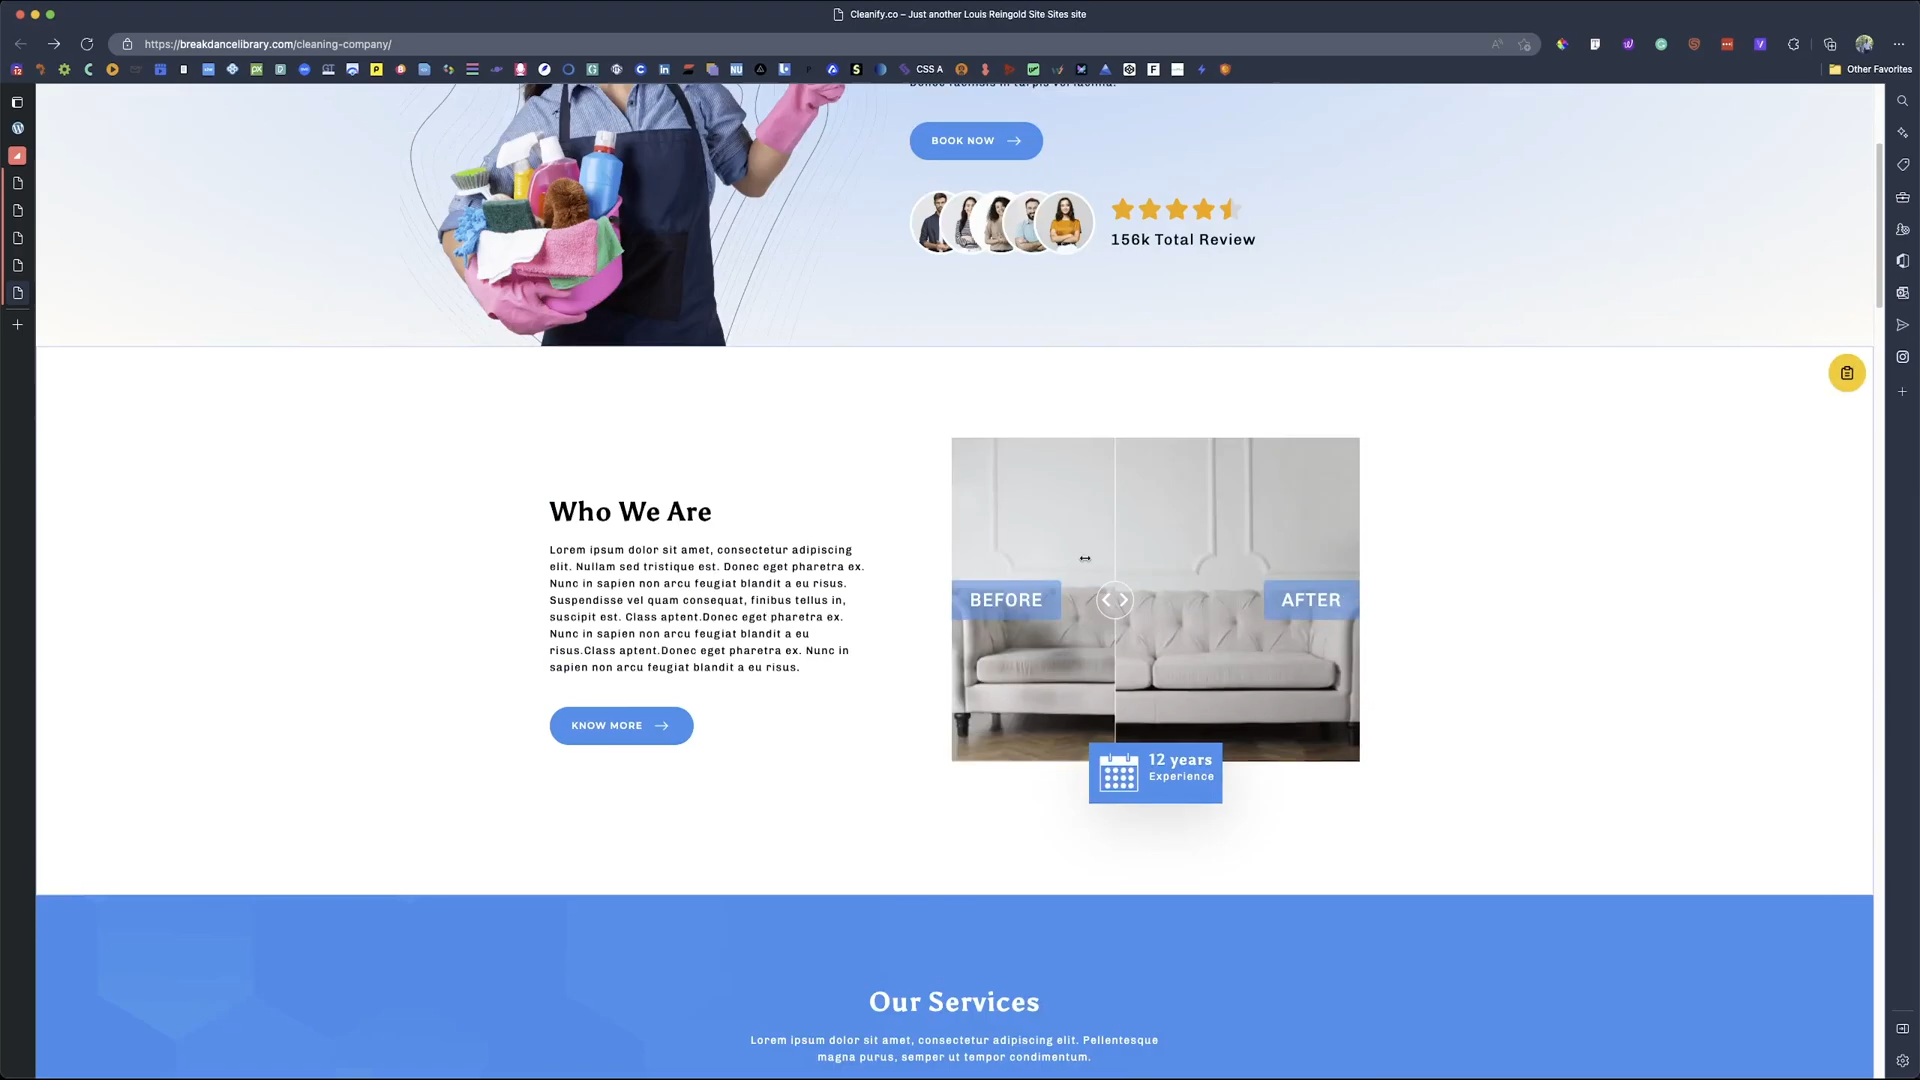 Cleanify.co – Just another Louis Reingold Site Sites site
https://breakdancelibrary.com/cleaning-company/
CSS A
Other Favorites
BOOK NOW
156k Total Review
Who We Are
Lorem ipsum dolor sit amet, consectetur adipiscing
elit. Nullam sed tristique est. Donec eget pharetra ex.
Nunc in sapien non arcu feugiat blandit a eu risus.
Suspendisse vel quam consequat, finibus tellus in,
suscipit est. Class aptent.Donec eget pharetra ex.
Nunc in sapien non arcu feugiat blandit a eu
risus.Class aptent.Donec eget pharetra ex. Nunc in
sapien non arcu feugiat blandit a eu risus.
KNOW MORE
BEFORE
AFTER
12 years
Experience
Our Services
Lorem ipsum dolor sit amet, consectetur adipiscing elit. Pellentesque
magna purus, semper ut tempor condimentum.